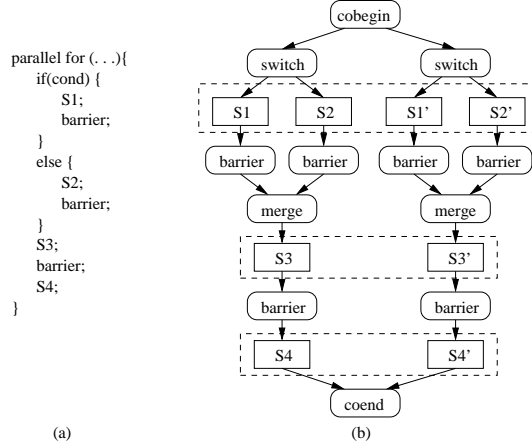 parallel for (. . .){
if(cond) {
S1;
barrier;
}
else {
S2;
barrier;
}
S3;
barrier;
S4;
}
(a)
cobegin
switch switch
S1 S2 S1' S2'
barrier barrier barrier barrier
merge merge
S3 S3'
barrier barrier
S4 S4'
coend
(b)